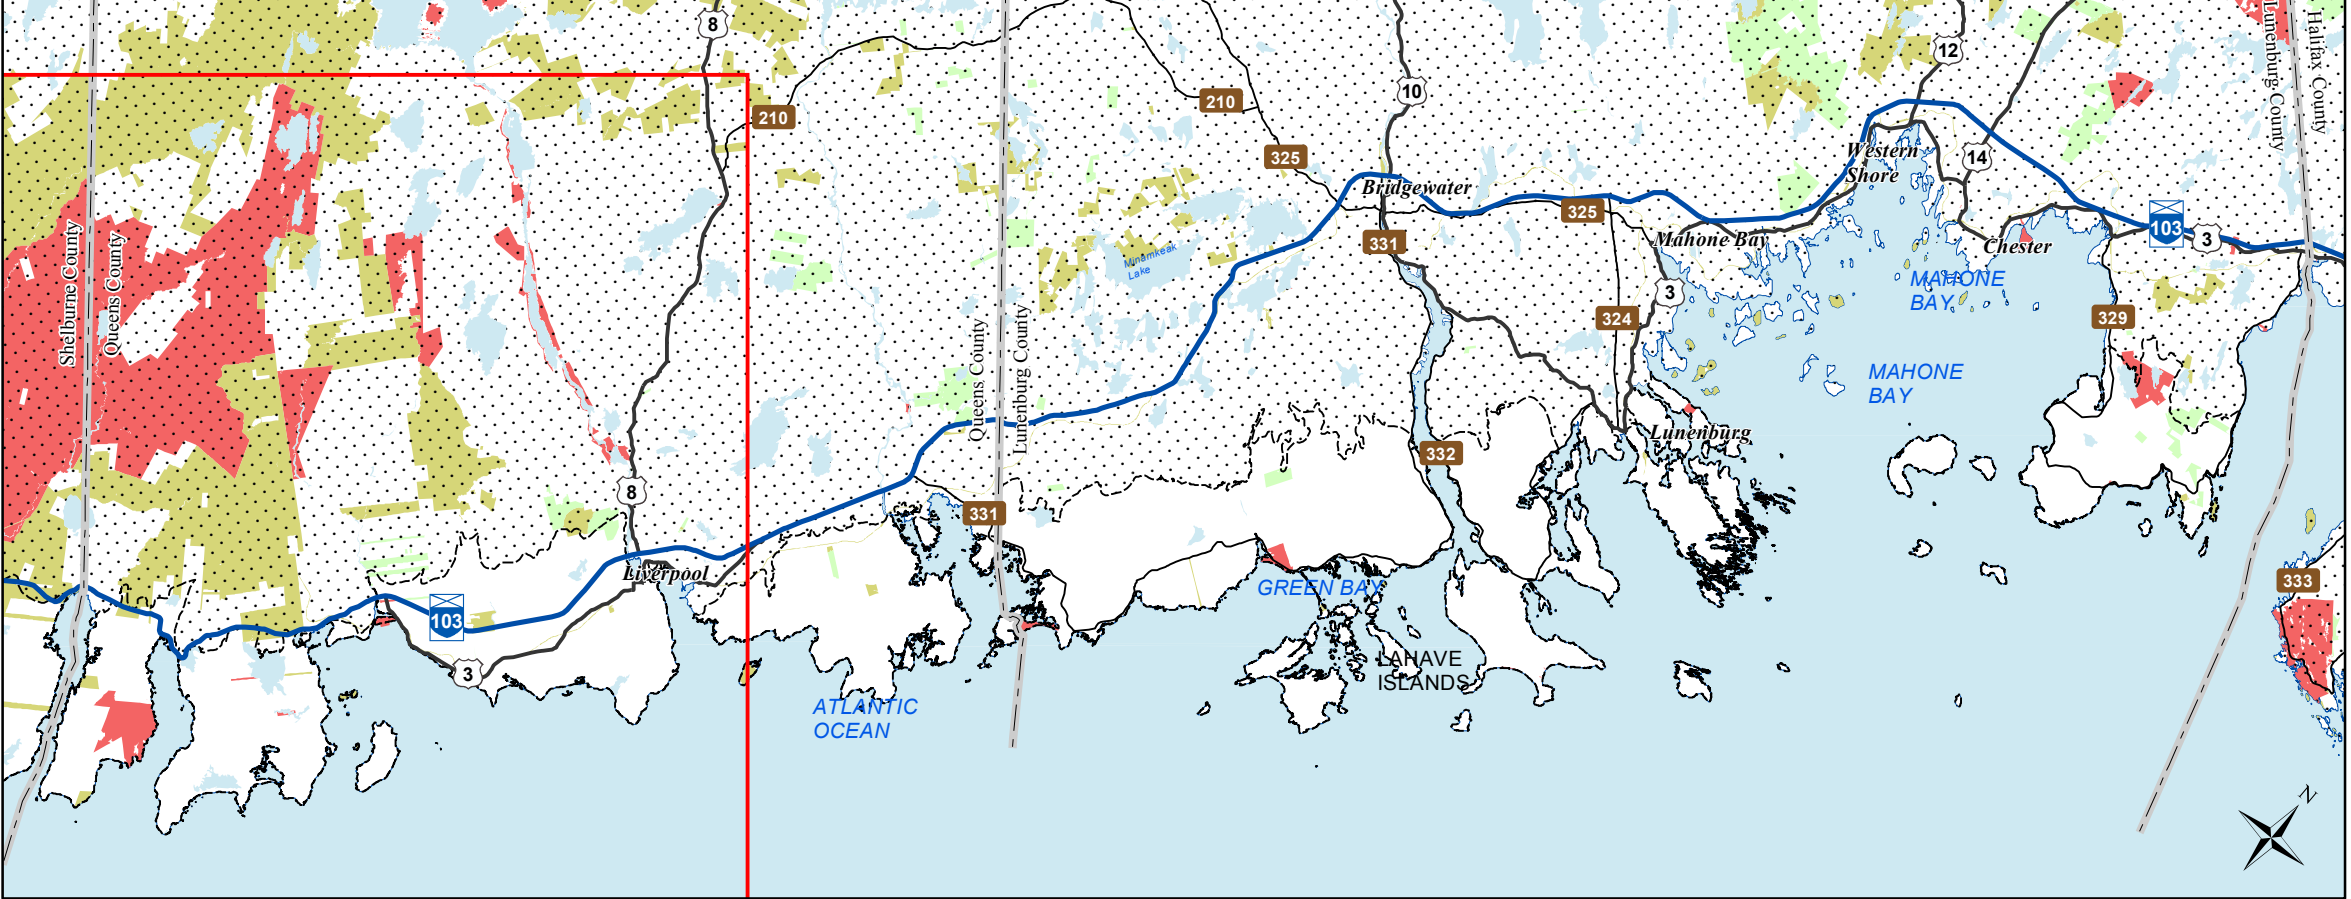 8
12
Lunenburg County
Halifax County
10
210
210
325
14
Western
Shore
Bridgewater
325
331
Mahone Bay
Chester
103
3
Shelburne County
Queens County
Minamkeak
Lake
MAHONE
BAY
3
324
329
Queens County
Lunenburg County
MAHONE
BAY
Lunenburg
332
8
331
Liverpool
GREEN BAY
333
103
3
LAHAVE
ISLANDS
ATLANTIC
OCEAN
N